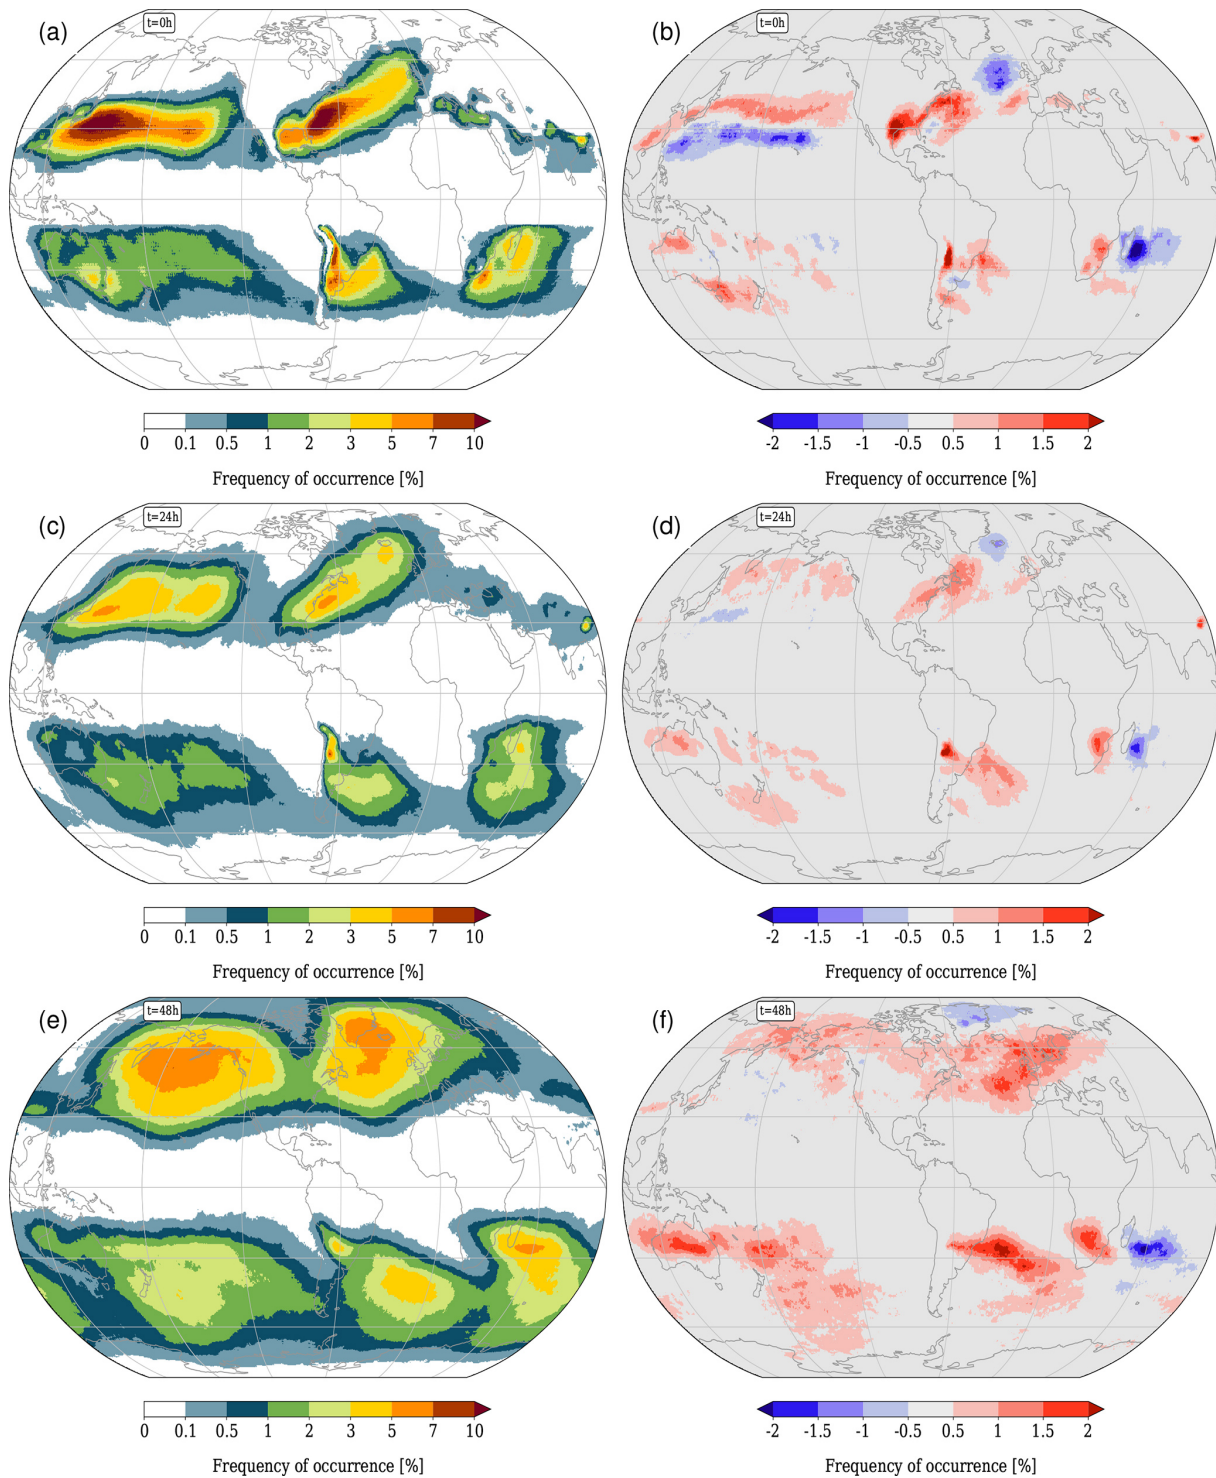 (a) t=0h (b) t=0h
0 0.1 0.5 1 2 3 5 7 10 -2 -1.5 -1 -0.5 0.5 1 1.5 2
Frequency of occurrence [%] Frequency of occurrence [%]
(c) t=24h (d) t=24h
0 0.1 0.5 1 2 3 5 7 10 -2 -1.5 -1 -0.5 0.5 1 1.5 2
Frequency of occurrence [%] Frequency of occurrence [%]
(e) t=48h (f) t=48h
0 0.1 0.5 1 2 3 5 7 10 -2 -1.5 -1 -0.5 0.5 1 1.5 2
Frequency of occurrence [%] Frequency of occurrence [%]